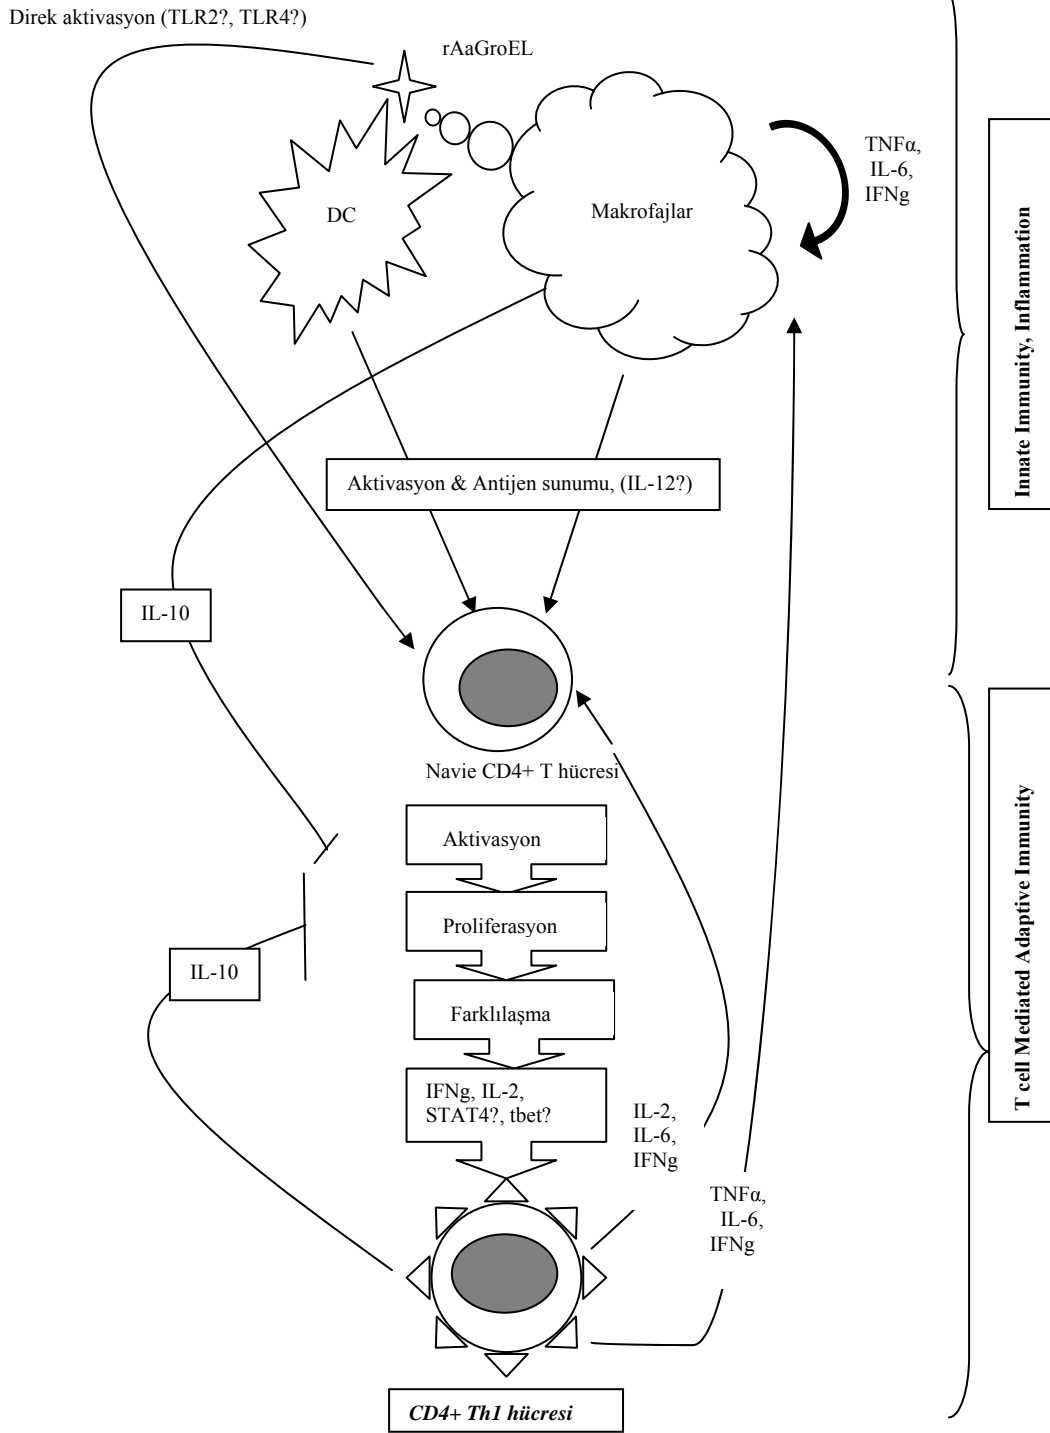 Direk aktivasyon (TLR2?, TLR4?)
rAaGroEL
DC
Makrofajlar
TNFα,
IL-6,
IFNg
Innate Immunity, Inflammation
Aktivasyon & Antijen sunumu, (IL-12?)
IL-10
Navie CD4+ T hücresi
Aktivasyon
Proliferasyon
IL-10
Farklılaşma
IFNg, IL-2,
STAT4?, tbet?
IL-2,
IL-6,
IFNg
TNFα,
IL-6,
IFNg
T cell Mediated Adaptive Immunity
CD4+ Th1 hücresi